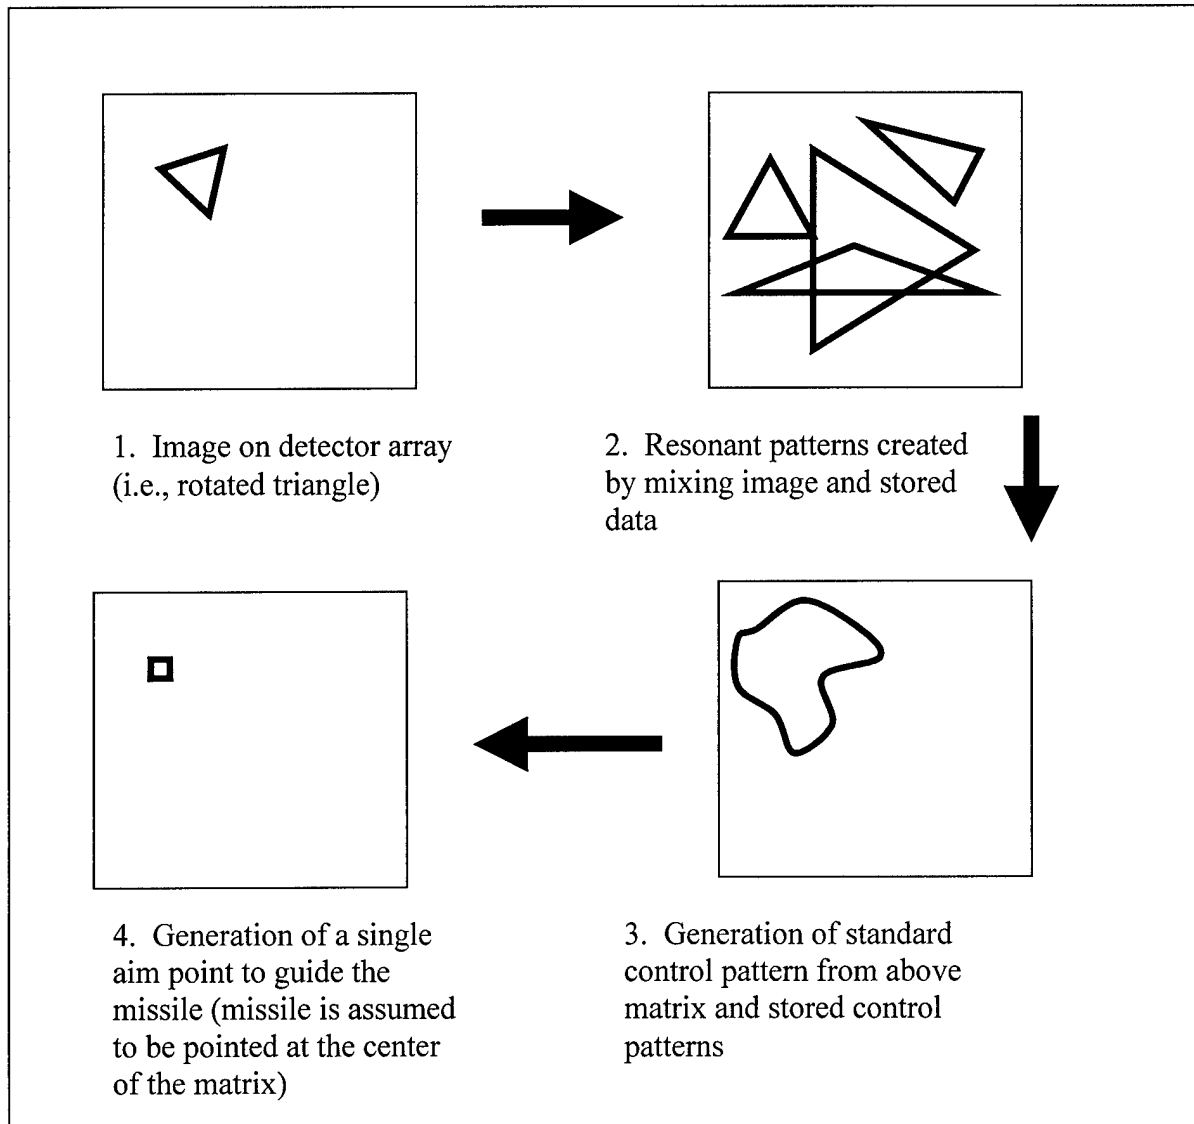 1. Image on detector array
(i.e., rotated triangle)
2. Resonant patterns created
by mixing image and stored
data
4. Generation of a single
aim point to guide the
missile (missile is assumed
to be pointed at the center
of the matrix)
3. Generation of standard
control pattern from above
matrix and stored control
patterns